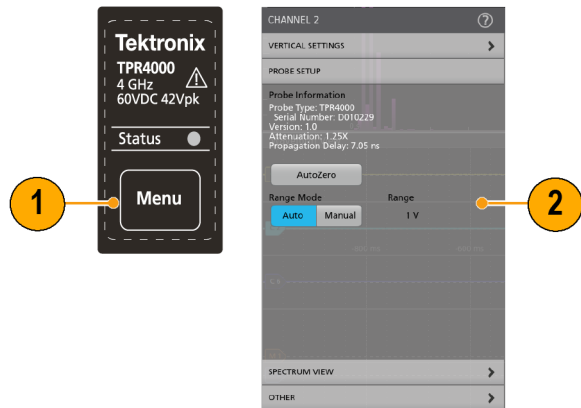 Tektronix
TPR4000
4 GHz
60VDC 42Vpk
Status
Menu
1
CHANNEL 2
?
VERTICAL SETTINGS
PROBE SETUP
Probe Information
Probe Type: TPR4000
Serial Number: D010229
Version: 1.0
Attenuation: 1.25X
Propagation Delay: 7.05 ns
AutoZero
Range Mode
Range
Auto
Manual
1 V
2
SPECTRUM VIEW
OTHER